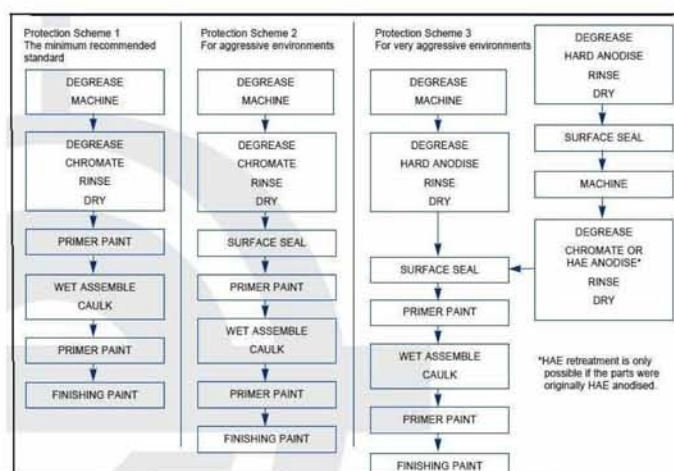 Protection Scheme 1
The minimum recommended
standard
DEGREASE
MACHINE
DEGREASE
CHROMATE
RINSE
DRY
PRIMER PAINT
WET ASSEMBLE
CAULK
PRIMER PAINT
FINISHING PAINT
Protection Scheme 2
For aggressive environments
DEGREASE
MACHINE
DEGREASE
CHROMATE
RINSE
DRY
SURFACE SEAL
PRIMER PAINT
WET ASSEMBLE
CAULK
PRIMER PAINT
FINISHING PAINT
Protection Scheme 3
For very aggressive environments
DEGREASE
MACHINE
DEGREASE
HARD ANODISE
RINSE
DRY
SURFACE SEAL
PRIMER PAINT
WET ASSEMBLE
CAULK
PRIMER PAINT
FINISHING PAINT
DEGREASE
HARD ANODISE
RINSE
DRY
SURFACE SEAL
MACHINE
DEGREASE
CHROMATE OR
HAE ANODISE*
RINSE
DRY
*HAE retreatment is only
possible if the parts were
originally HAE anodised.